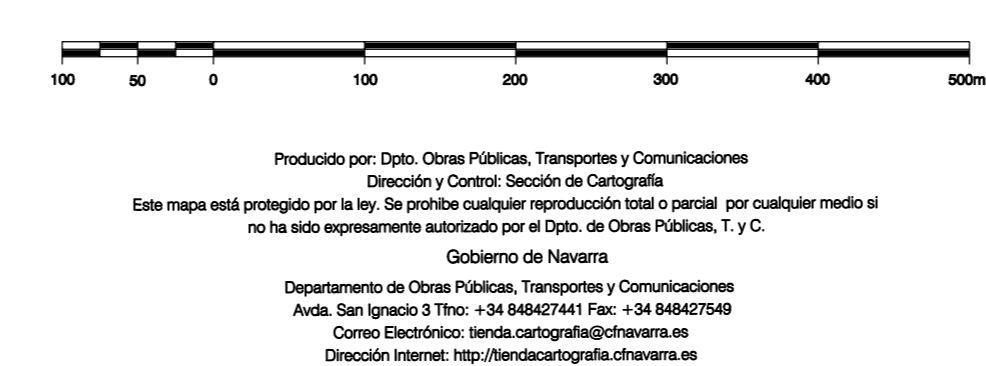 100 50 0 100 200 300 400 500m
Producido por: Dpto. Obras Públicas, Transportes y Comunicaciones
Dirección y Control: Sección de Cartografía
Este mapa está protegido por la ley. Se prohibe cualquier reproducción total o parcial por cualquier medio si
no ha sido expresamente autorizado por el Dpto. de Obras Públicas, T. y C.
Gobierno de Navarra
Departamento de Obras Públicas, Transportes y Comunicaciones
Avda. San Ignacio 3 Tfno: +34 848427441 Fax: +34 848427549
Correo Electrónico: tienda.cartografia@cfnavarra.es
Dirección Internet: http://tiendacartografia.cfnavarra.es